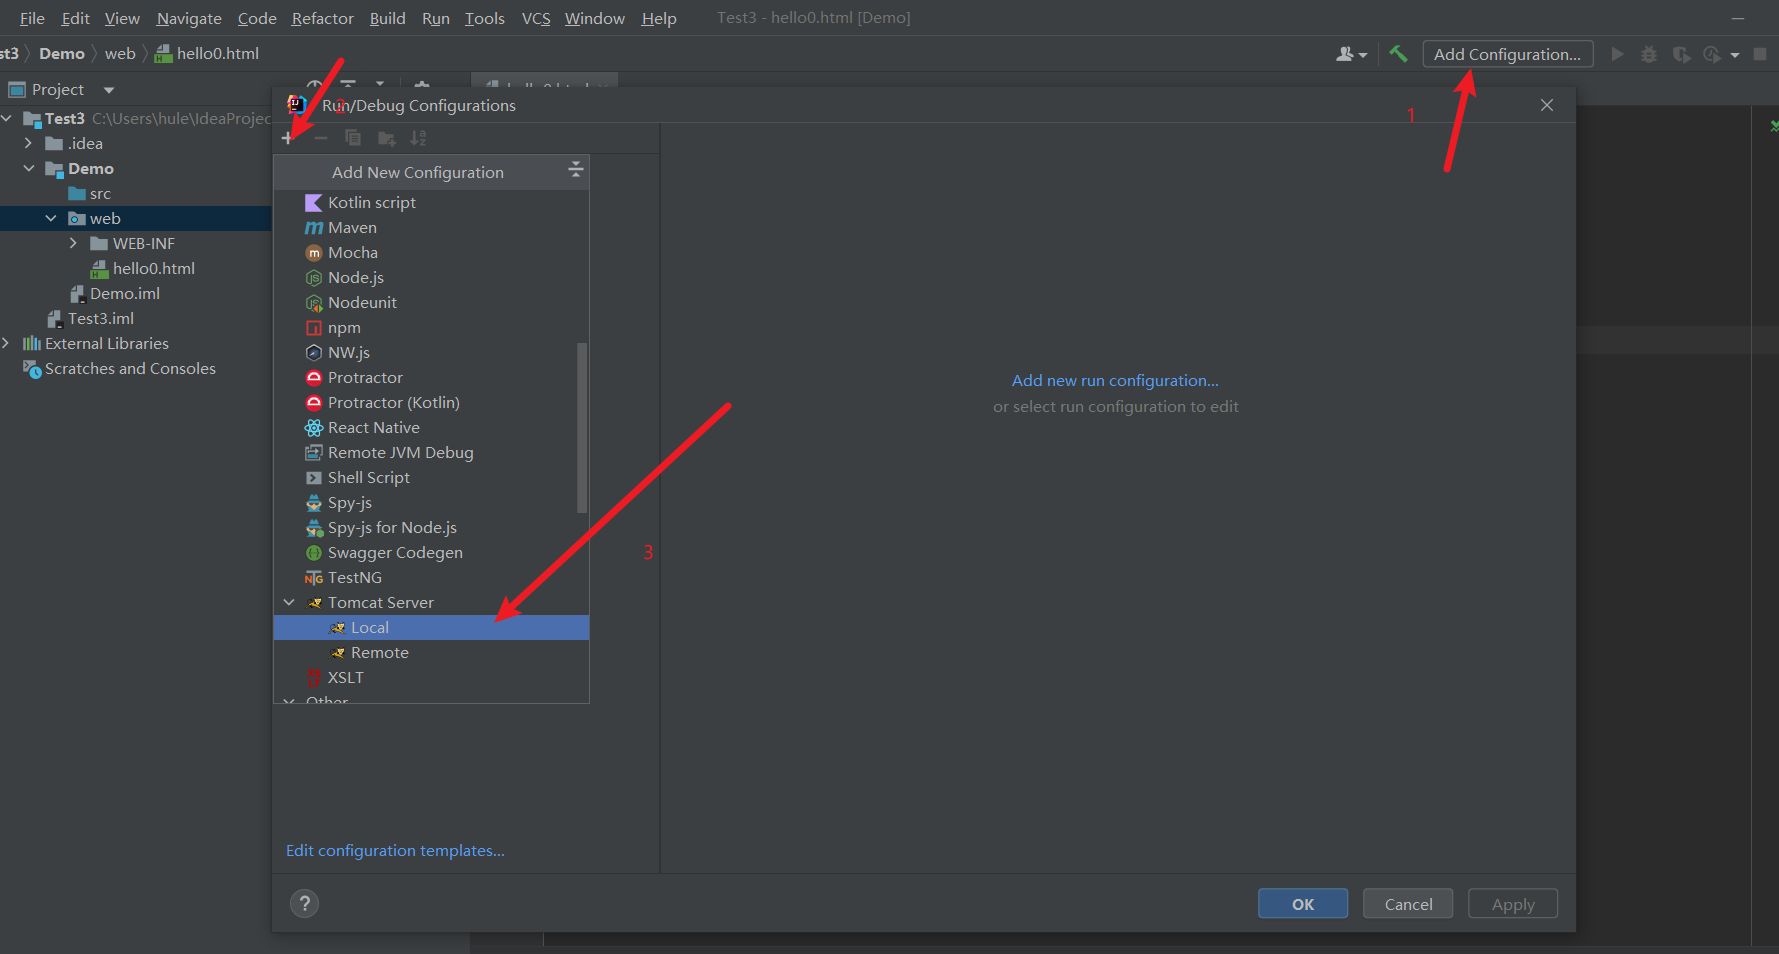 File Edit View Navigate Code Refactor Build Run Tools VCS Window Help Test3 - hello0.html [Demo]
st3 Demo web hello0.html
Add Configuration...
1
Project
Test3 C:\Users\hule\IdeaProjec
.idea
Demo
src
web
WEB-INF
hello0.html
Demo.iml
Test3.iml
External Libraries
Scratches and Consoles
Run/Debug Configurations
2
Add New Configuration
Kotlin script
Maven
Mocha
Node.js
Nodeunit
npm
NW.js
Protractor
Protractor (Kotlin)
React Native
Remote JVM Debug
Shell Script
Spy-js
Spy-js for Node.js
Swagger Codegen
TestNG
Tomcat Server
Local
Remote
XSLT
Other
3
Add new run configuration...
or select run configuration to edit
Edit configuration templates...
?
OK Cancel Apply